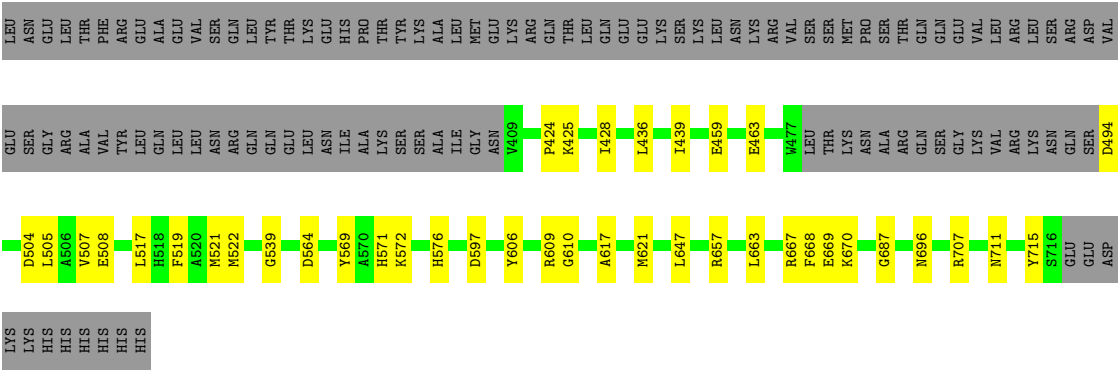 LEU ASN GLU LEU THR PHE ARG GLU ALA GLU VAL SER GLN LEU TYR THR LYS GLU HIS PRO THR TYR LYS ALA LEU MET GLU LYS ARG GLN THR LEU GLN GLU GLU LYS SER LYS LEU ASN LYS ARG VAL SER SER MET PRO SER THR GLN GLN GLU VAL LEU ARG LEU SER ARG ASP VAL
GLU SER GLY ARG ALA VAL TYR LEU GLN LEU LEU ASN ARG GLN GLN GLU LEU ASN ILE ALA LYS SER SER ALA ILE GLY ASN V409 P424 K425 I428 L436 I439 E459 E463 W477 LEU THR LYS ASN ALA ARG GLN SER GLY LYS VAL ARG LYS ASN GLN SER D494
D504 L505 A506 V507 E508 L517 H518 F519 A520 M521 M522 G539 D564 Y569 A570 H571 K572 H576 D597 Y606 R609 G610 A617 M621 L647 R657 L663 R667 F668 E669 K670 G687 N696 R707 N711 Y715 S716 GLU GLU ASP
LYS LYS HIS HIS HIS HIS HIS HIS